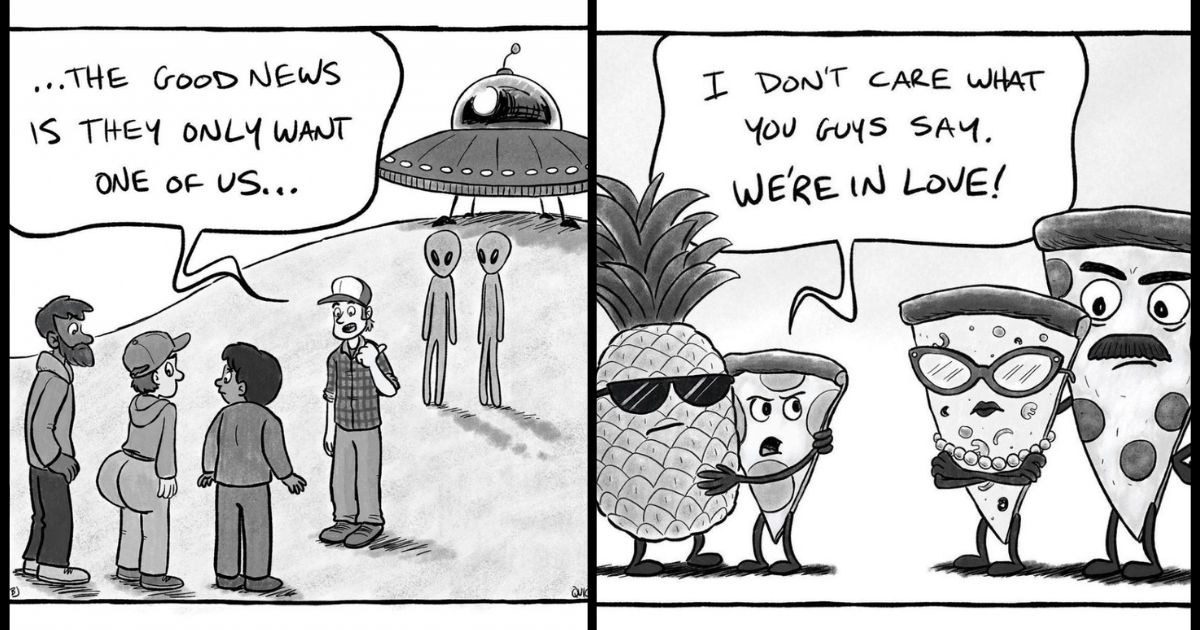 ...THE GOOD NEWS
IS THEY ONLY WANT
ONE OF US...
I DON'T CARE WHAT
YOU GUYS SAY.
WE'RE IN LOVE!